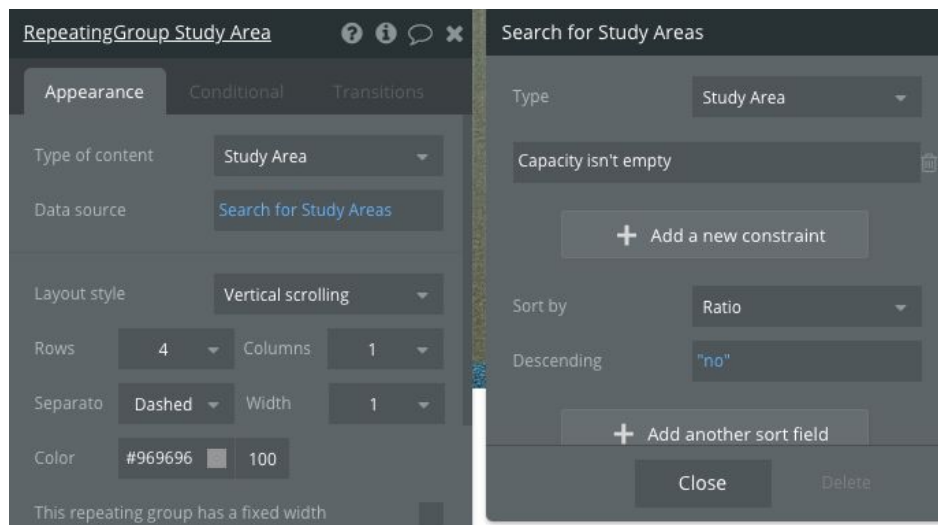 RepeatingGroup Study Area
Appearance Conditional Transitions
Type of content Study Area
Data source Search for Study Areas
Layout style Vertical scrolling
Rows 4 Columns 1
Separato Dashed Width 1
Color #969696 100
This repeating group has a fixed width
Search for Study Areas
Type Study Area
Capacity isn't empty
+ Add a new constraint
Sort by Ratio
Descending "no"
+ Add another sort field
Close Delete